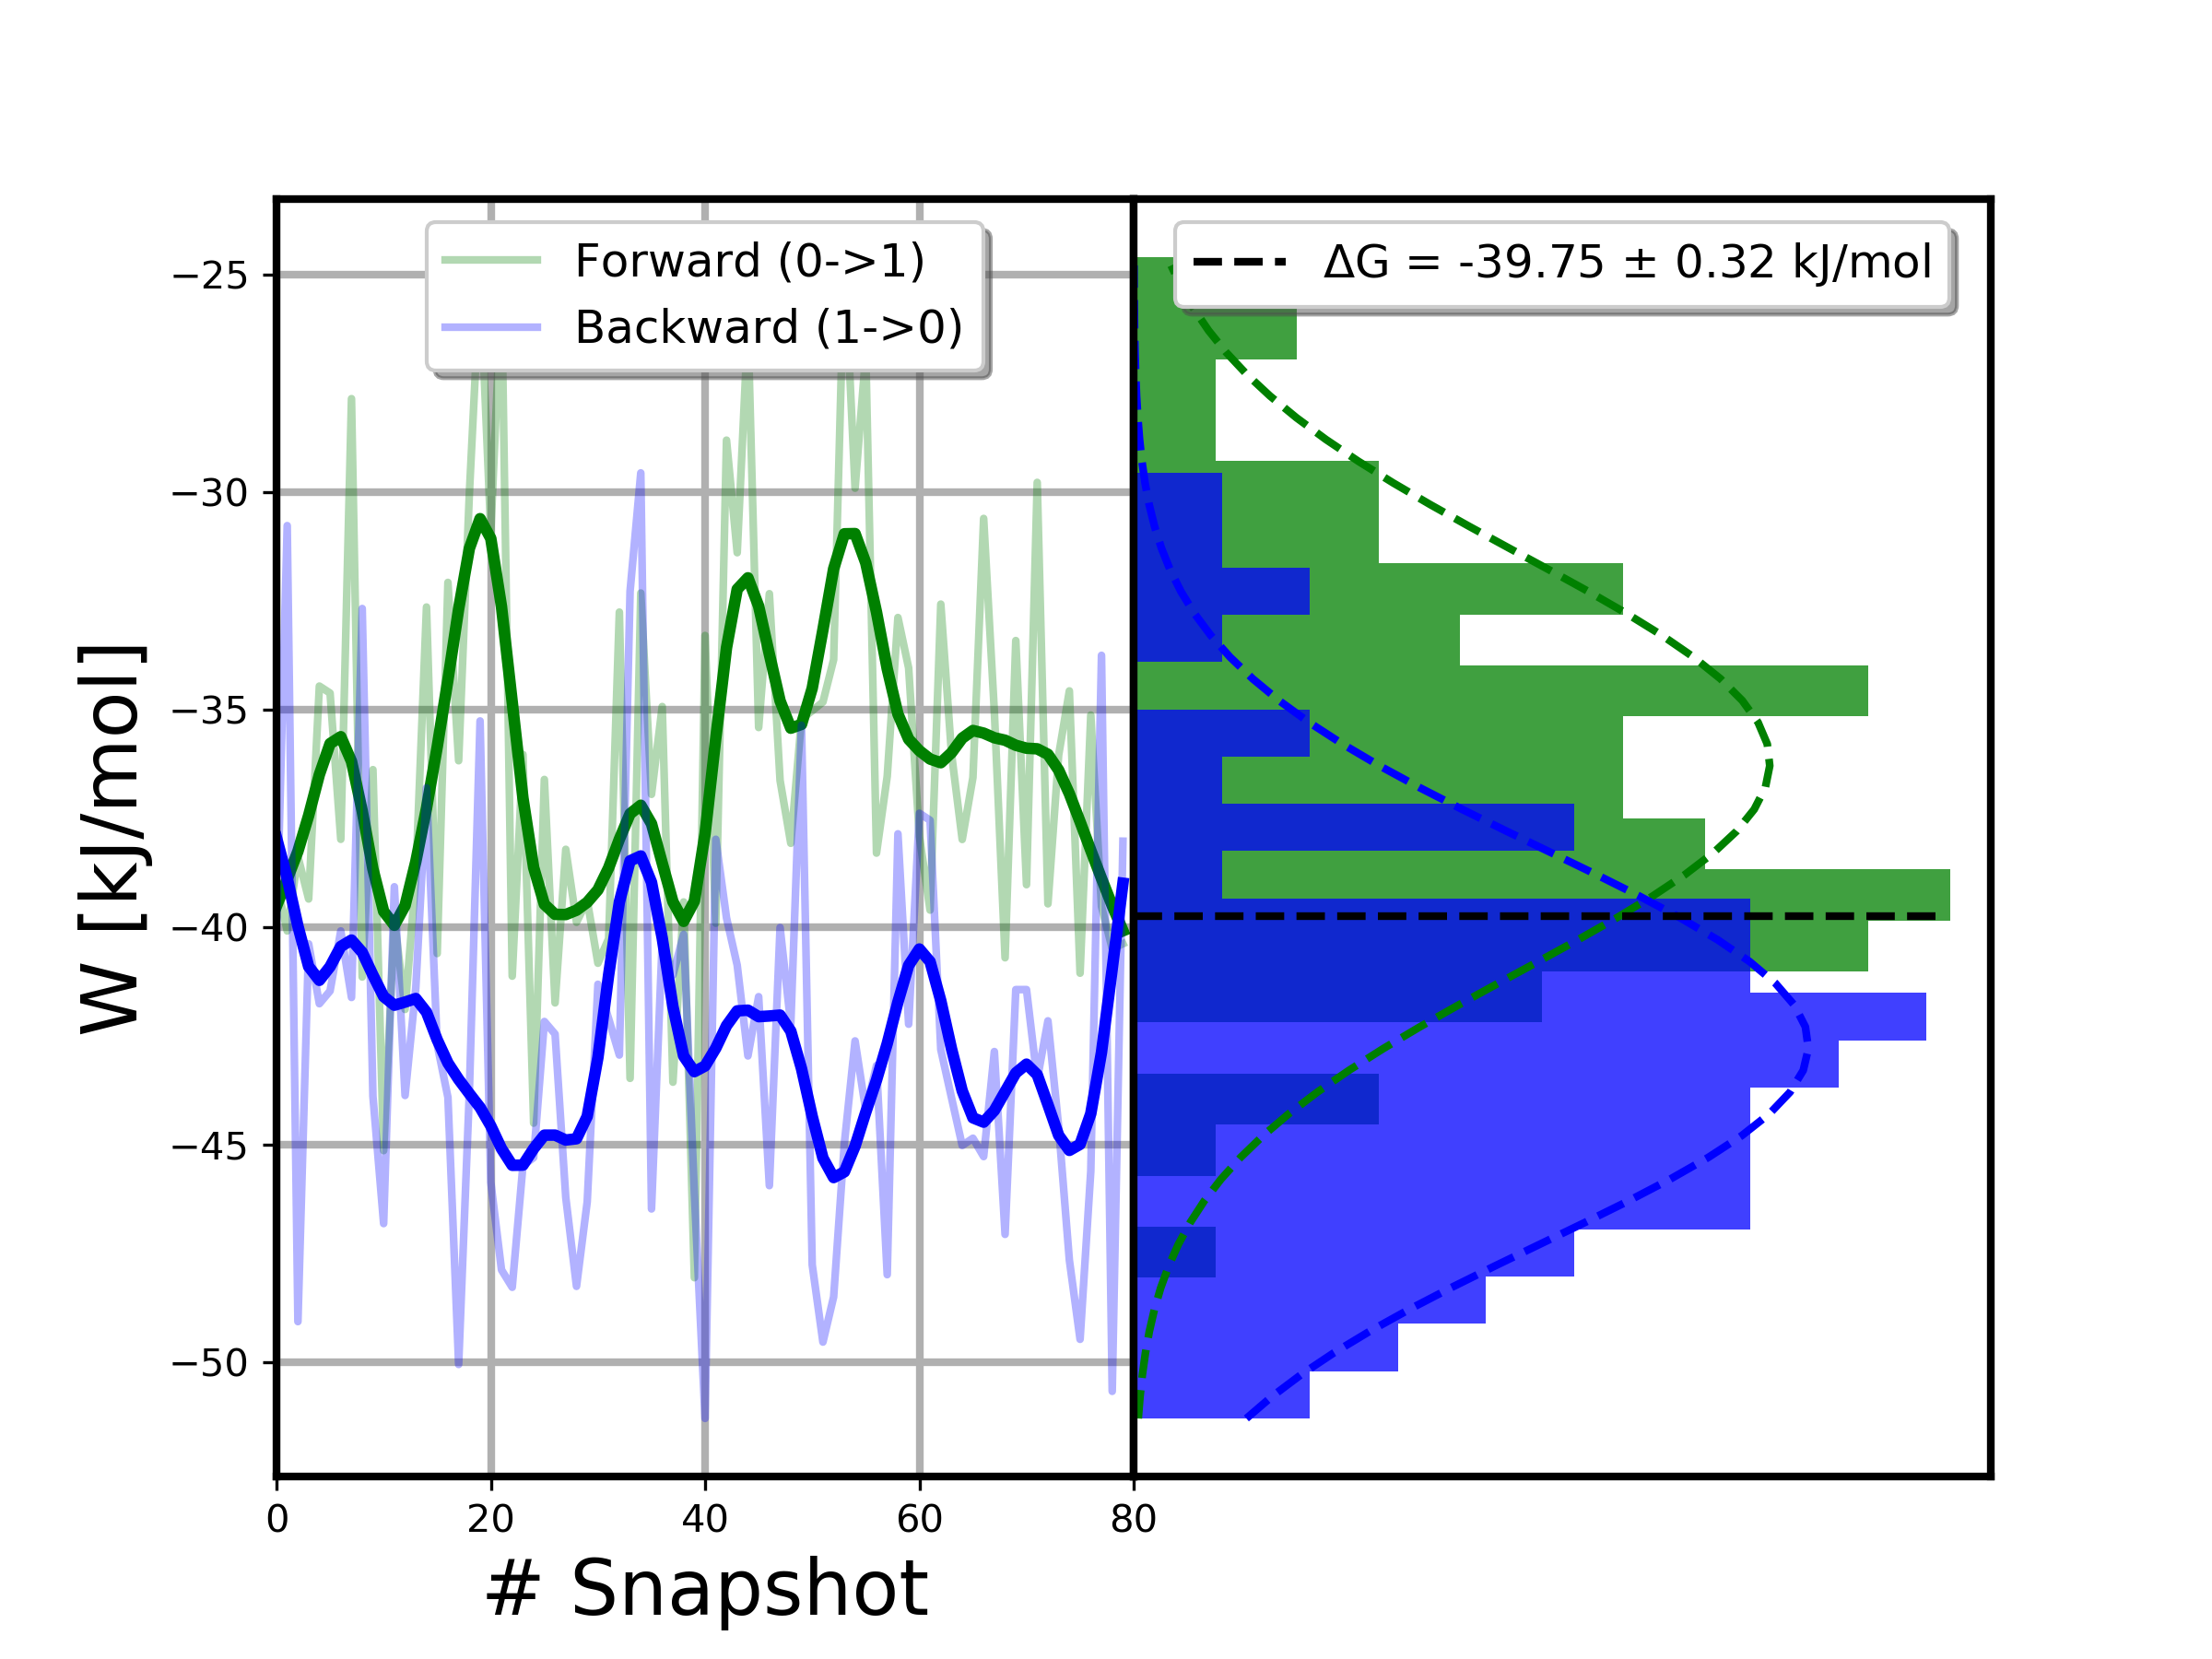 Forward (0->1)
Backward (1->0)
ΔG = -39.75 ± 0.32 kJ/mol
W [kJ/mol]
−25
−30
−35
−40
−45
−50
0 20 40 60 80
# Snapshot